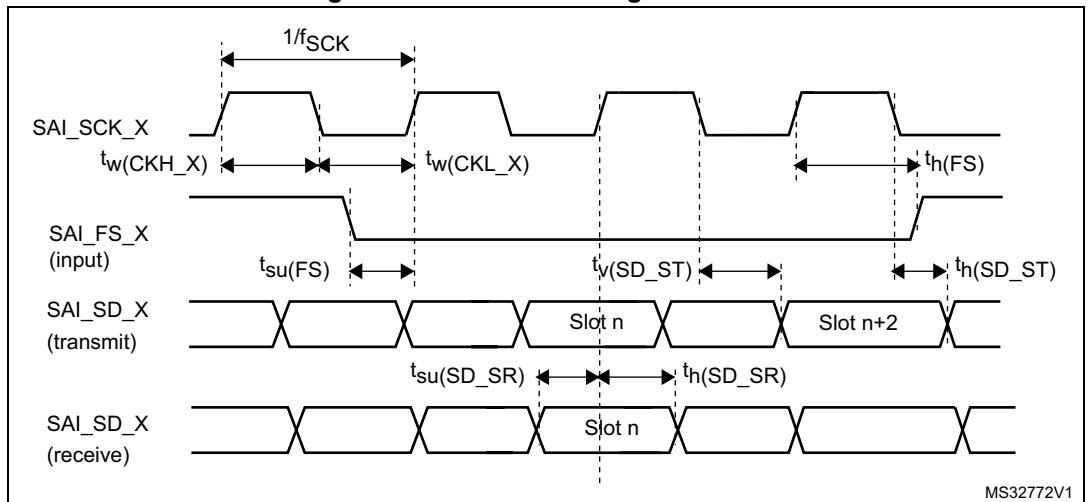 1/fSCK
SAI_SCK_X
tw(CKH_X)
tw(CKL_X)
th(FS)
SAI_FS_X
(input)
tsu(FS)
tv(SD_ST)
th(SD_ST)
SAI_SD_X
(transmit)
Slot n
Slot n+2
tsu(SD_SR)
th(SD_SR)
SAI_SD_X
(receive)
Slot n
MS32772V1